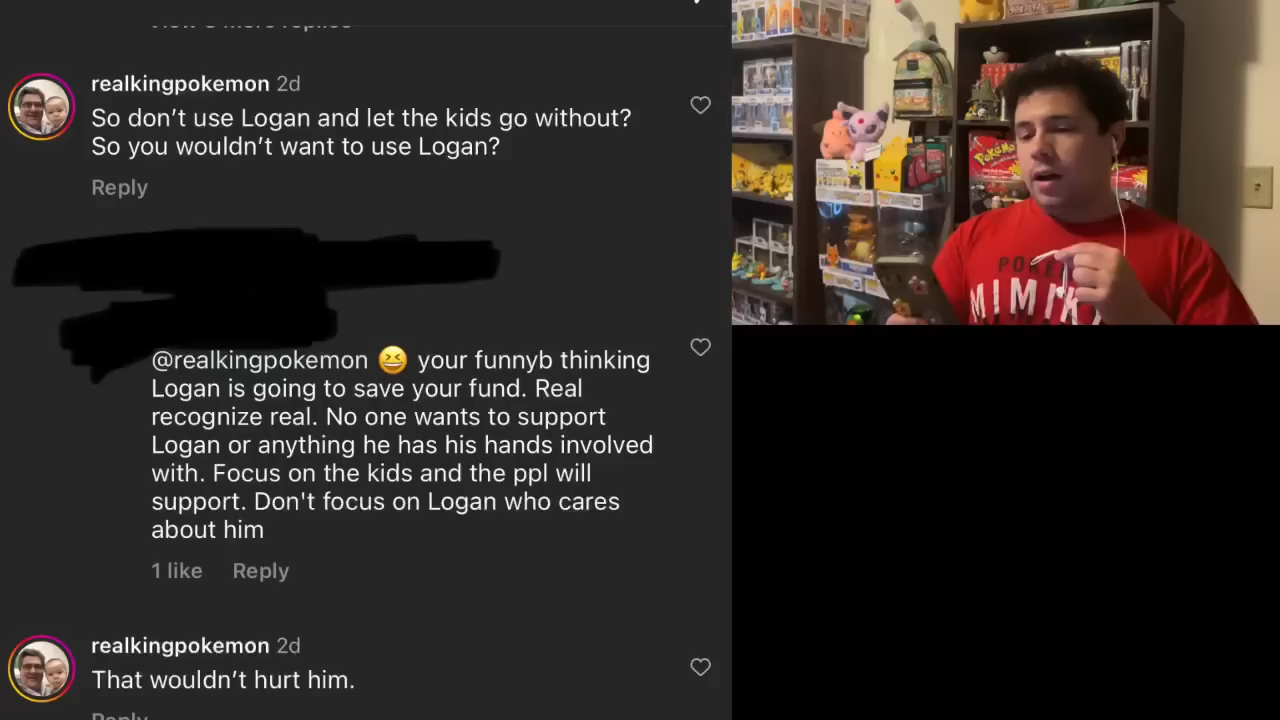 realkingpokemon 2d
So don’t use Logan and let the kids go without?
So you wouldn’t want to use Logan?
Reply
@realkingpokemon 😆 your funnyb thinking
Logan is going to save your fund. Real
recognize real. No one wants to support
Logan or anything he has his hands involved
with. Focus on the kids and the ppl will
support. Don't focus on Logan who cares
about him
1 like Reply
realkingpokemon 2d
That wouldn’t hurt him.
Reply
POKÉ
MIMIK